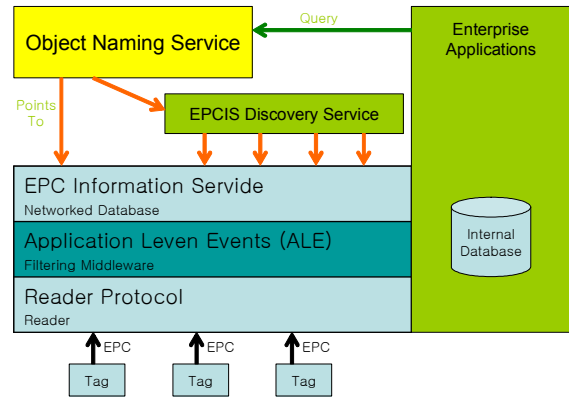 Object Naming Service
Query
Enterprise
Applications
Points
To
EPCIS Discovery Service
EPC Information Servide
Networked Database
Application Leven Events (ALE)
Filtering Middleware
Internal
Database
Reader Protocol
Reader
EPC
EPC
EPC
Tag
Tag
Tag